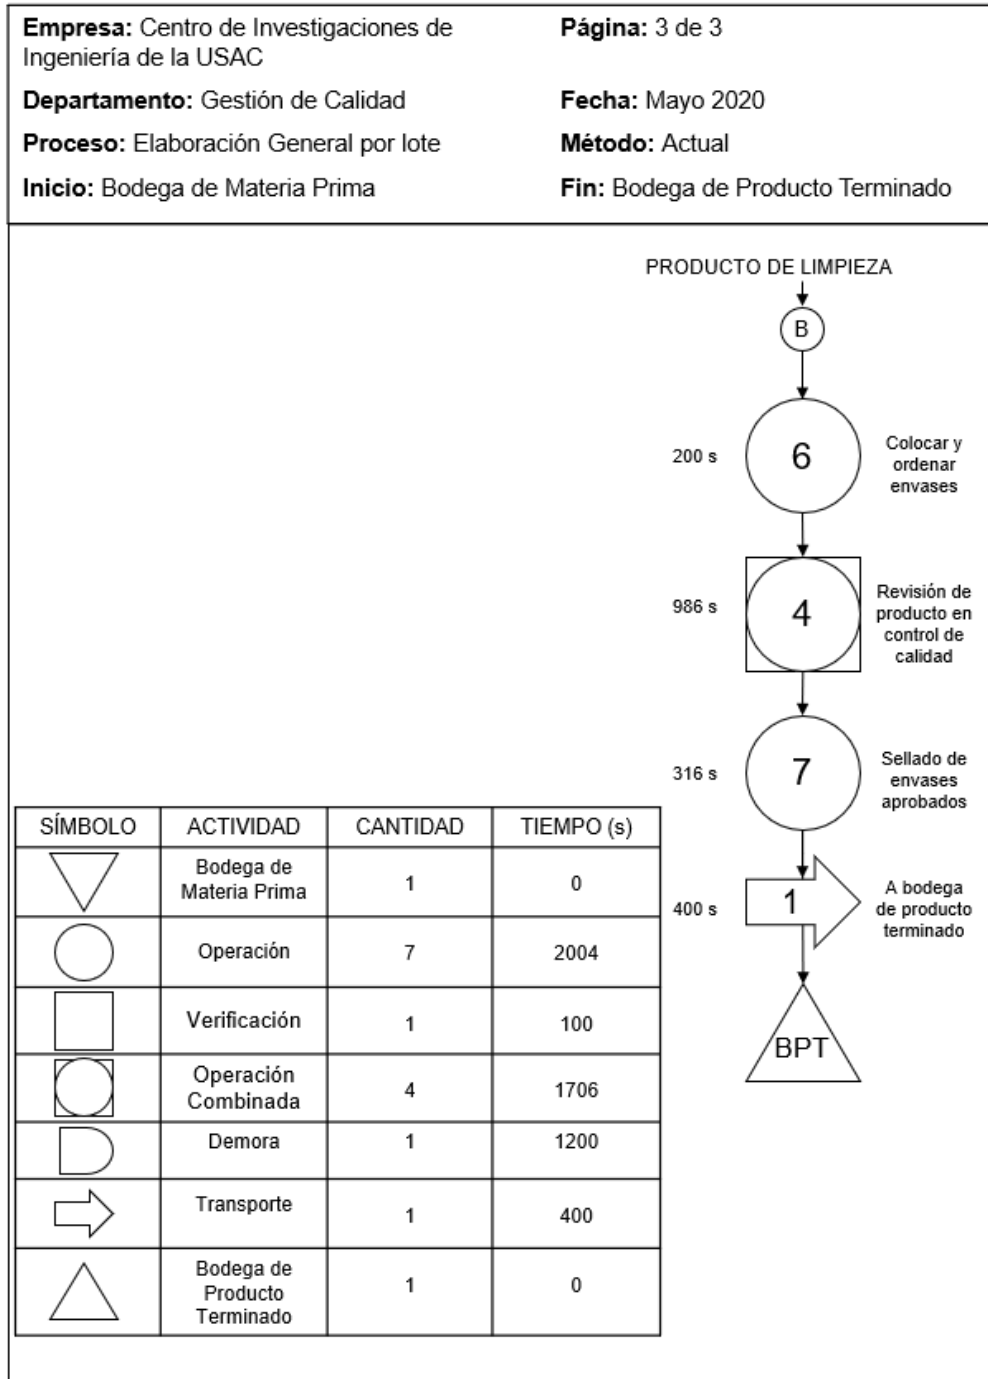 Empresa: Centro de Investigaciones de
Ingeniería de la USAC
Página: 3 de 3
Departamento: Gestión de Calidad
Fecha: Mayo 2020
Proceso: Elaboración General por lote
Método: Actual
Inicio: Bodega de Materia Prima
Fin: Bodega de Producto Terminado
PRODUCTO DE LIMPIEZA
B
200 s
6
Colocar y
ordenar
envases
986 s
4
Revisión de
producto en
control de
calidad
316 s
7
Sellado de
envases
aprobados
400 s
1
A bodega
de producto
terminado
BPT
SÍMBOLO ACTIVIDAD CANTIDAD TIEMPO (s)
Bodega de
Materia Prima 1 0
Operación 7 2004
Verificación 1 100
Operación
Combinada 4 1706
Demora 1 1200
Transporte 1 400
Bodega de
Producto
Terminado 1 0